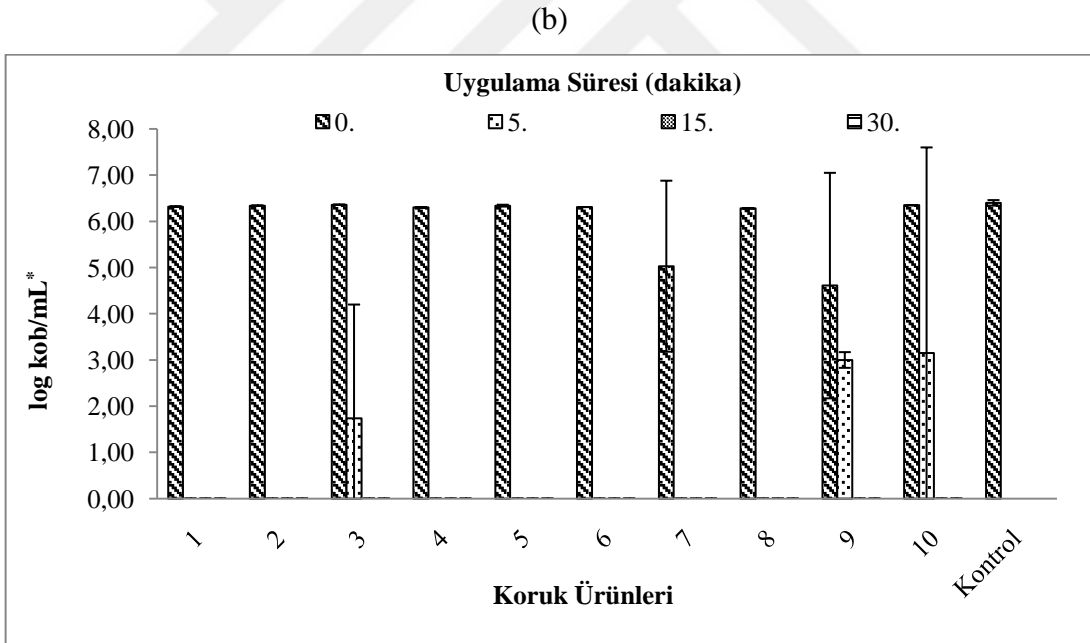 (b)
Uygulama Süresi (dakika)
0. 5. 15. 30.
8,00
7,00
6,00
5,00
4,00
3,00
2,00
1,00
0,00
log kob/mL*
1 2 3 4 5 6 7 8 9 10 Kontrol
Koruk Ürünleri